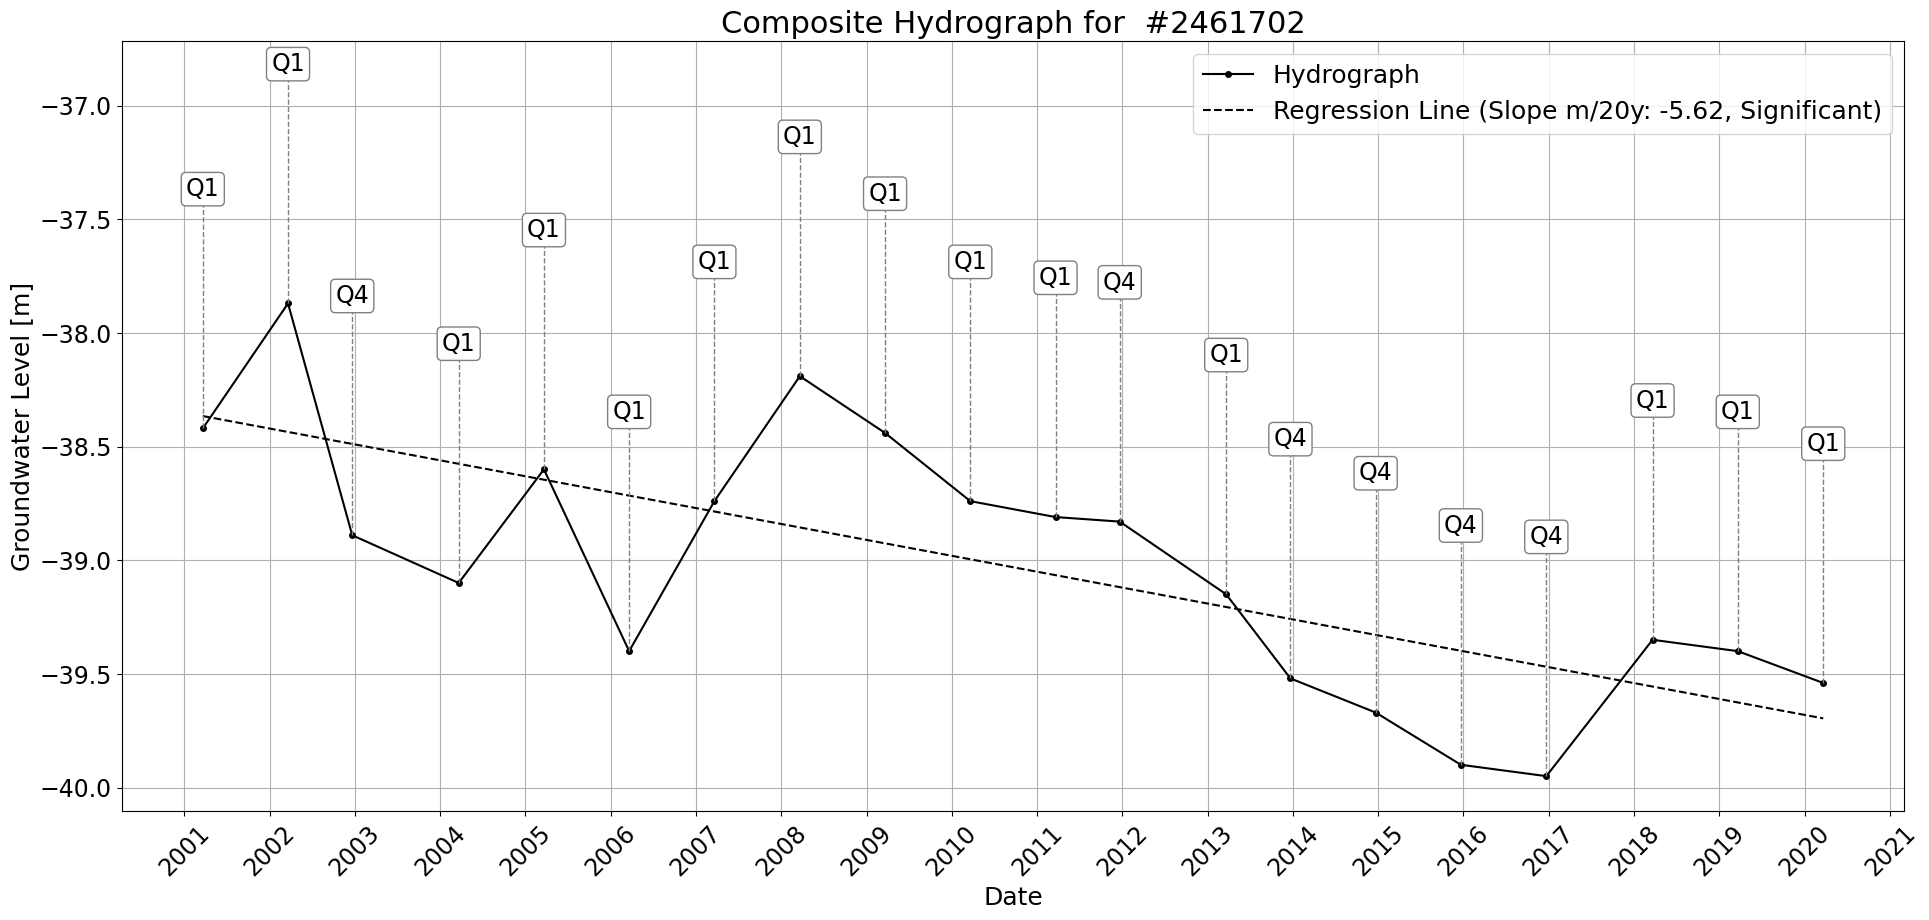 Composite Hydrograph for  #2461702
Hydrograph
Regression Line (Slope m/20y: -5.62, Significant)
Groundwater Level [m]
−37.0
−37.5
−38.0
−38.5
−39.0
−39.5
−40.0
Q1
Q1
Q4
Q1
Q1
Q1
Q1
Q1
Q1
Q1
Q1
Q4
Q1
Q4
Q4
Q4
Q4
Q1
Q1
Q1
2001
2002
2003
2004
2005
2006
2007
2008
2009
2010
2011
2012
2013
2014
2015
2016
2017
2018
2019
2020
2021
Date